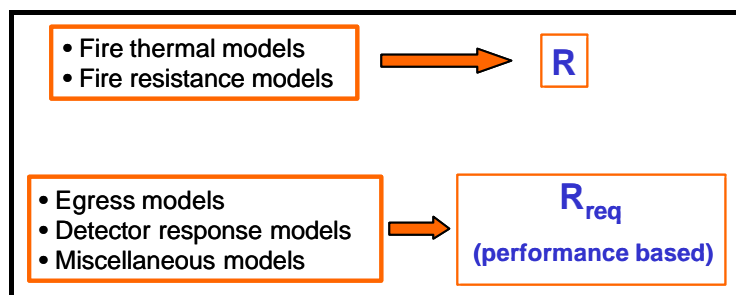 • Fire thermal models
• Fire resistance models
R
• Egress models
• Detector response models
• Miscellaneous models
Rreq
(performance based)